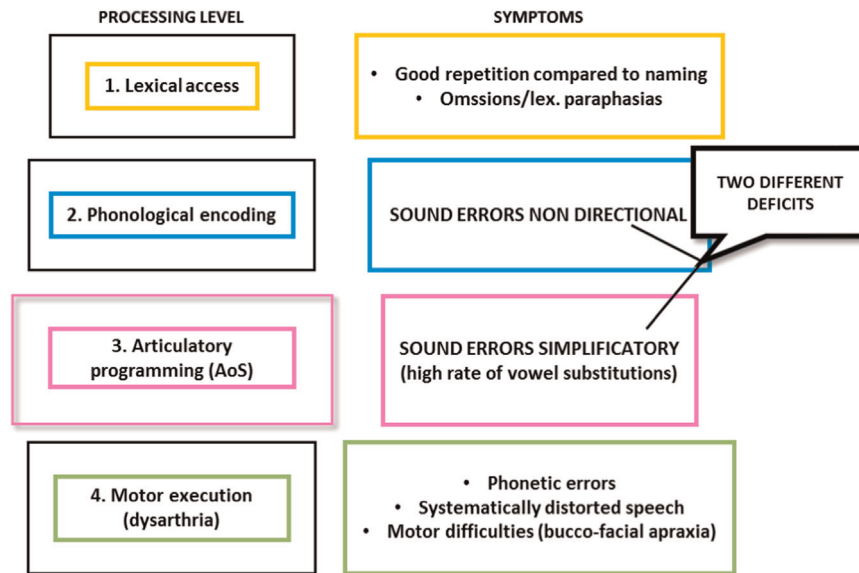 PROCESSING LEVEL
SYMPTOMS
1. Lexical access
• Good repetition compared to naming
• Omssions/lex. paraphasias
TWO DIFFERENT
DEFICITS
2. Phonological encoding
SOUND ERRORS NON DIRECTIONAL
3. Articulatory
programming (AoS)
SOUND ERRORS SIMPLIFICATORY
(high rate of vowel substitutions)
4. Motor execution
(dysarthria)
• Phonetic errors
• Systematically distorted speech
• Motor difficulties (bucco-facial apraxia)